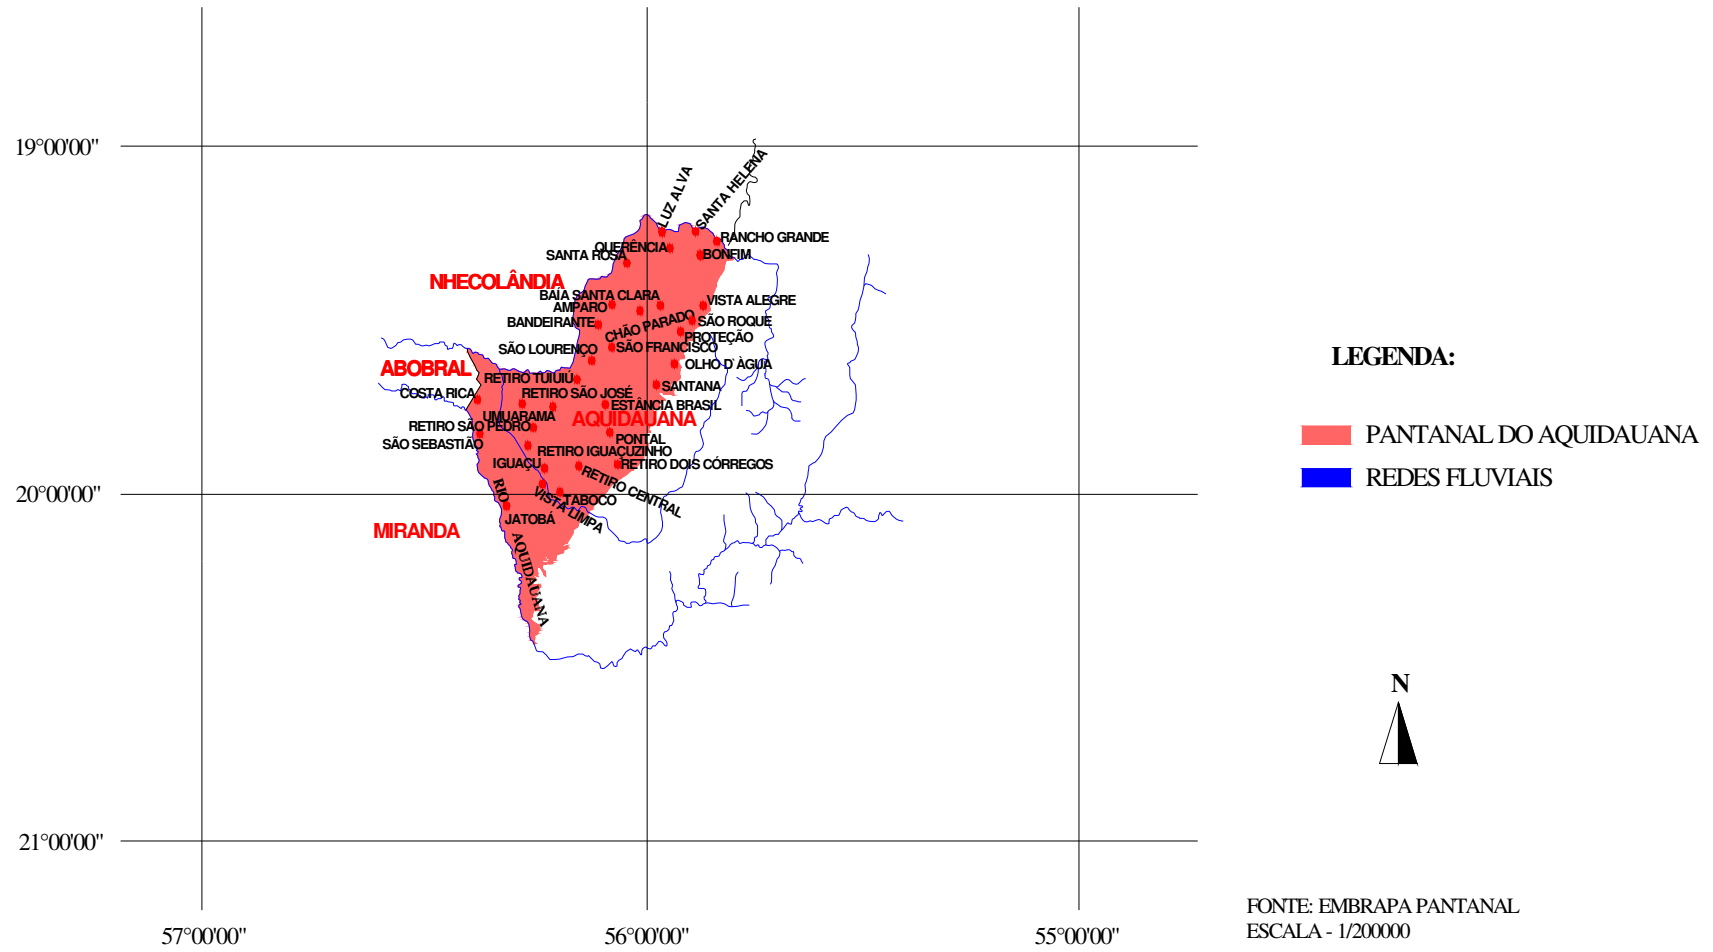 19°00'00"
LUZ ALVA
SANTA HELENA
RANCHO GRANDE
QUERÊNCIA
BONFIM
SANTA ROSA
NHECOLÂNDIA
BAÍA SANTA CLARA
VISTA ALEGRE
AMPARO
BANDEIRANTE
CHÃO PARADO
SÃO ROQUE
PROTEÇÃO
SÃO LOURENÇO
SÃO FRANCISCO
ABOBRAL
OLHO D`ÀGUA
RETIRO TUIUIÚ
SANTANA
COSTA RICA
RETIRO SÃO JOSÉ
ESTÂNCIA BRASIL
UMUARAMA
AQUIDAUANA
RETIRO SÃO PEDRO
SÃO SEBASTIÃO
PONTAL
RETIRO IGUAÇUZINHO
IGUAÇU
RETIRO DOIS CÓRREGOS
RETIRO CENTRAL
20°00'00"
RIO AQUIDAUANA
VISTA LIMPA
TABOCO
JATOBÁ
MIRANDA
21°00'00"
57°00'00"
56°00'00"
55°00'00"
LEGENDA:
PANTANAL DO AQUIDAUANA
REDES FLUVIAIS
N
FONTE: EMBRAPA PANTANAL
ESCALA - 1/200000